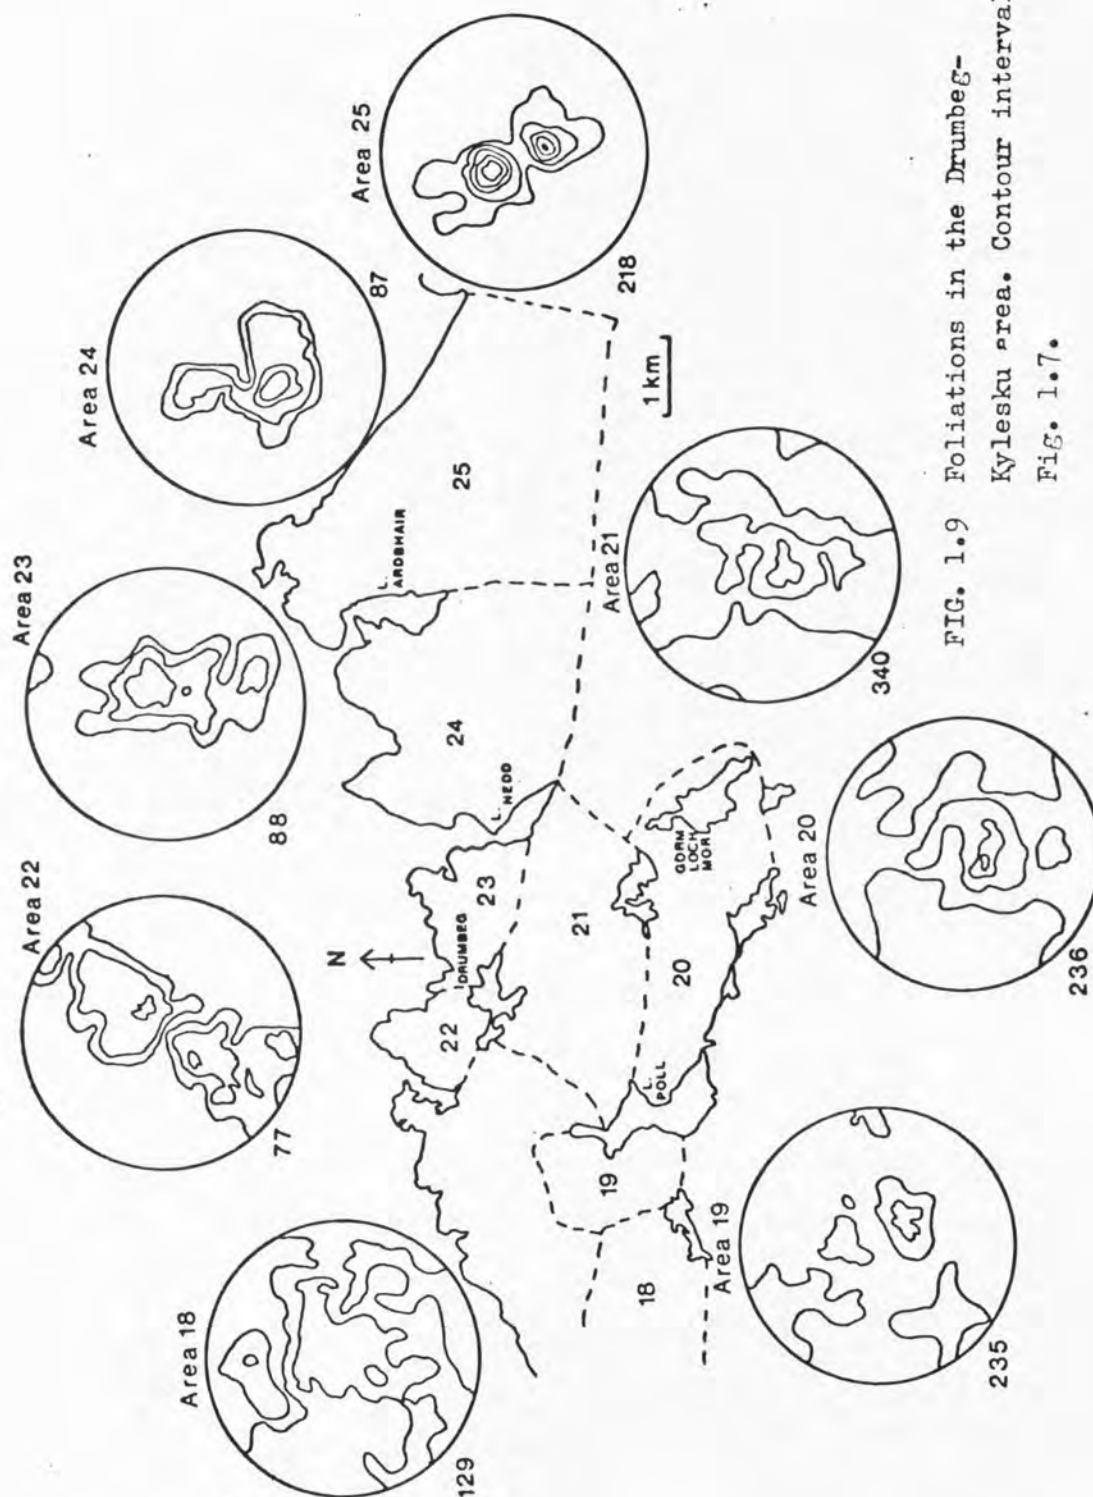 Area 18
129
Area 22
77
Area 23
88
Area 24
87
Area 25
218
N
DRUMBEG
22
23
L.
NEDD
24
L.
ARDBHAIR
25
1 km
18
19
L.
POLL
20
21
GORM
LOCH
MOR
Area 19
235
Area 20
236
Area 21
340
FIG. 1.9 Foliations in the Drumbeg-
Kylesku area. Contour interva
Fig. 1.7.